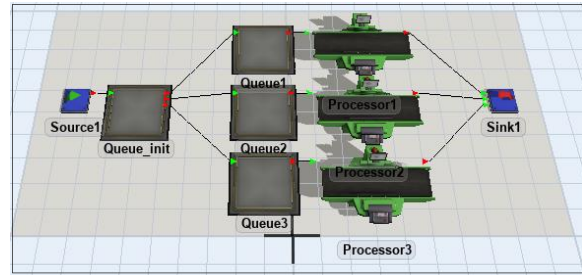 Queue1
Source1
Queue_init
Processor1
Queue2
Sink1
Processor2
Queue3
Processor3